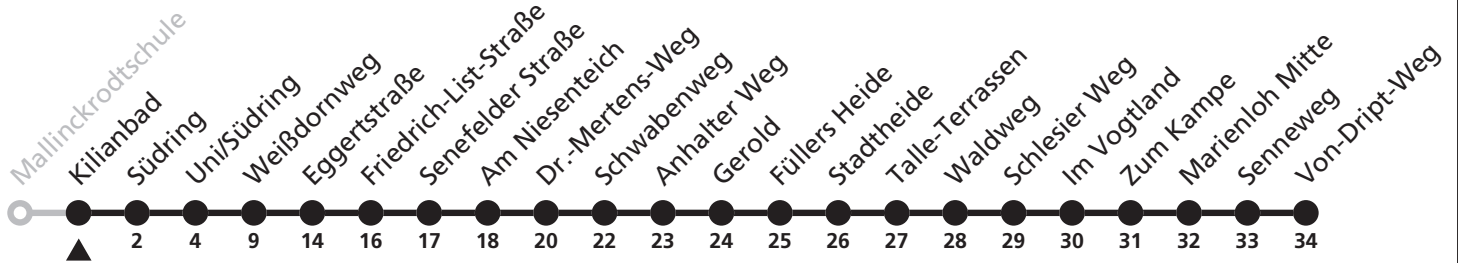 Mallinckrodtschule
Kilianbad
Südring
Uni/Südring
Weißdornweg
Eggertstraße
Friedrich-List-Straße
Senefelder Straße
Am Niesenteich
Dr.-Mertens-Weg
Schwabenweg
Anhalter Weg
Gerold
Füllers Heide
Stadtheide
Talle-Terrassen
Waldweg
Schlesier Weg
Im Vogtland
Zum Kampe
Marienloh Mitte
Senneweg
Von-Dript-Weg
2 4 9 14 16 17 18 20 22 23 24 25 26 27 28 29 30 31 32 33 34